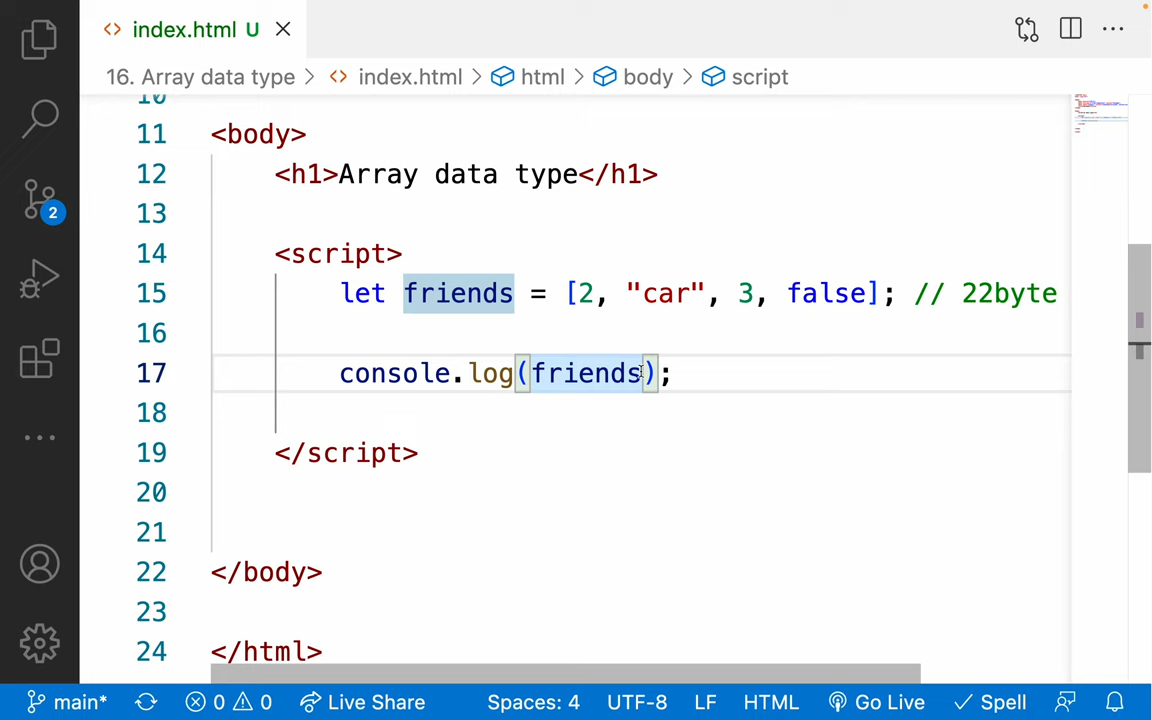 index.html U
16. Array data type > index.html > html > body > script
10
11 <body>
12 <h1>Array data type</h1>
13
14 <script>
15 let friends = [2, "car", 3, false]; // 22byte
16
17 console.log(friends);
18
19 </script>
20
21
22 </body>
23
24 </html>
2
main* 0 0 Live Share Spaces: 4 UTF-8 LF HTML Go Live Spell